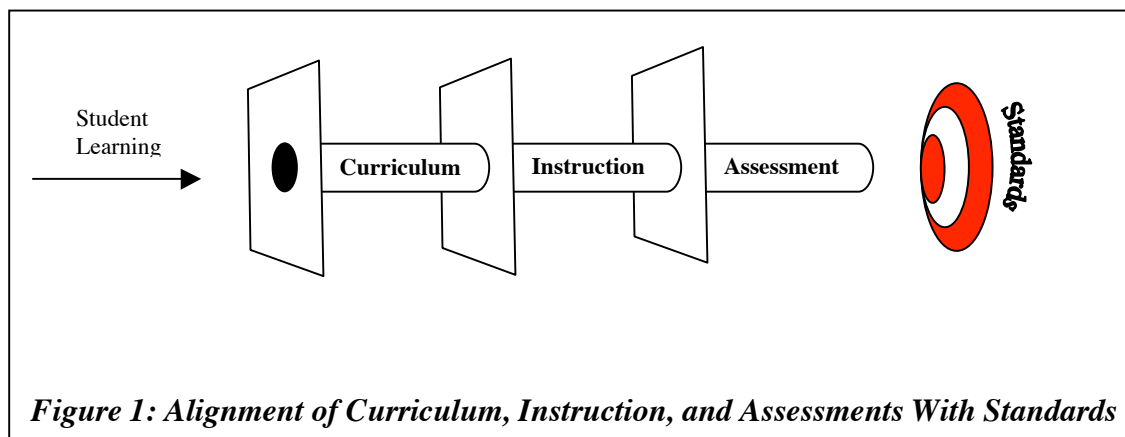 Student
Learning
Curriculum
Instruction
Assessment
Standards
Figure 1: Alignment of Curriculum, Instruction, and Assessments With Standards